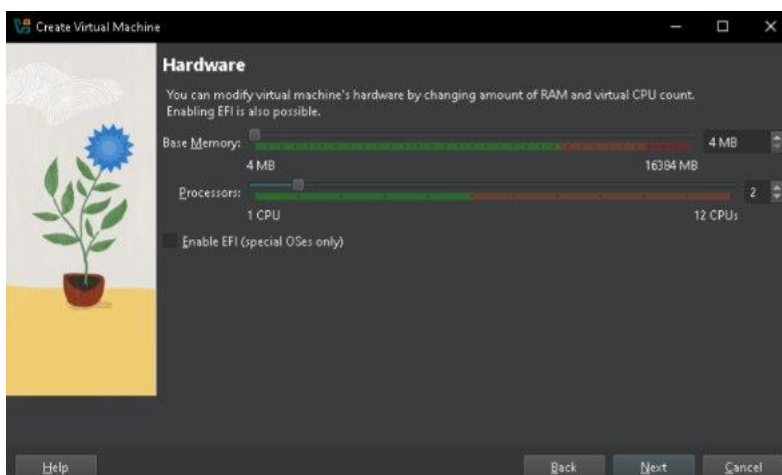 Create Virtual Machine
Hardware
You can modify virtual machine's hardware by changing amount of RAM and virtual CPU count.
Enabling EFI is also possible.
Base Memory: 4 MB
4 MB 16384 MB
Processors: 2
1 CPU 12 CPUs
Enable EFI (special OSes only)
Help Back Next Cancel